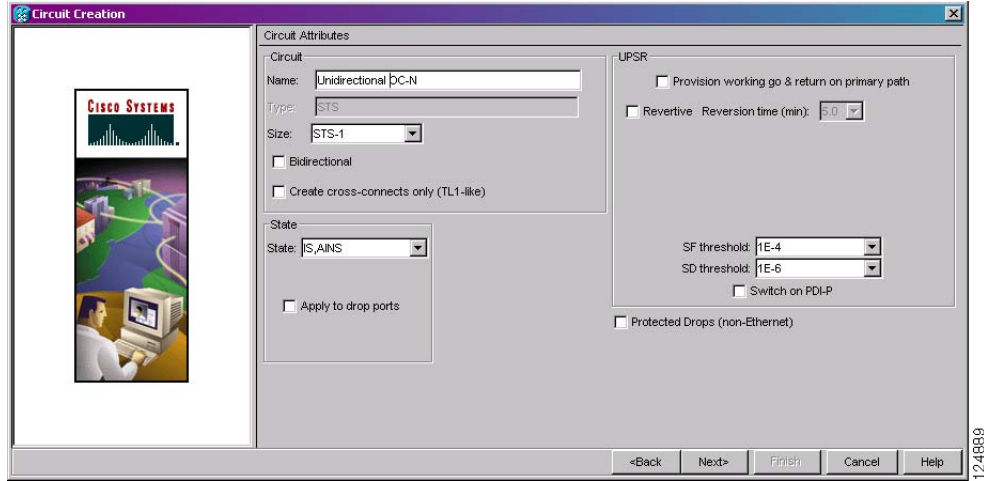 Circuit Creation
CISCO SYSTEMS
Circuit Attributes
Circuit
Name: Unidirectional OC-N
Type: STS
Size: STS-1
Bidirectional
Create cross-connects only (TL1-like)
State
State: IS,AINS
Apply to drop ports
UPSR
Provision working go & return on primary path
Revertive Reversion time (min): 5.0
SF threshold: 1E-4
SD threshold: 1E-6
Switch on PDI-P
Protected Drops (non-Ethernet)
<Back Next> Finish Cancel Help
124889